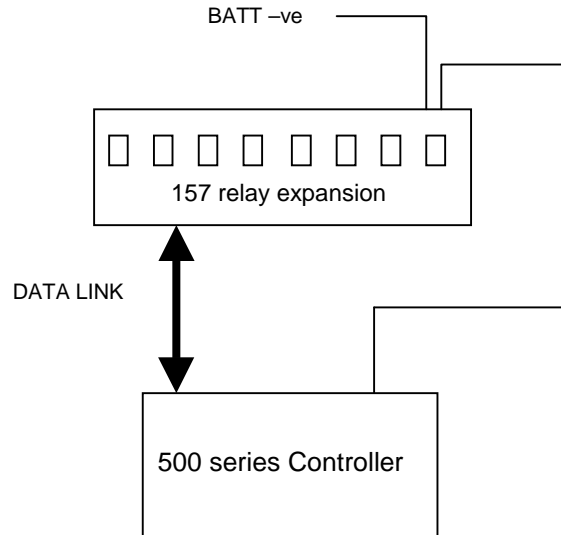 BATT –ve
157 relay expansion
DATA LINK
500 series Controller